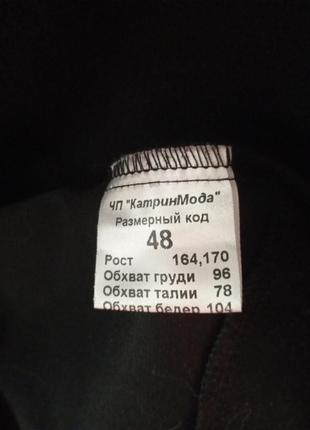 ЧП "КатринМода"
Размерный код
48
Рост 164,170
Обхват груди 96
Обхват талии 78
Обхват бедер 104